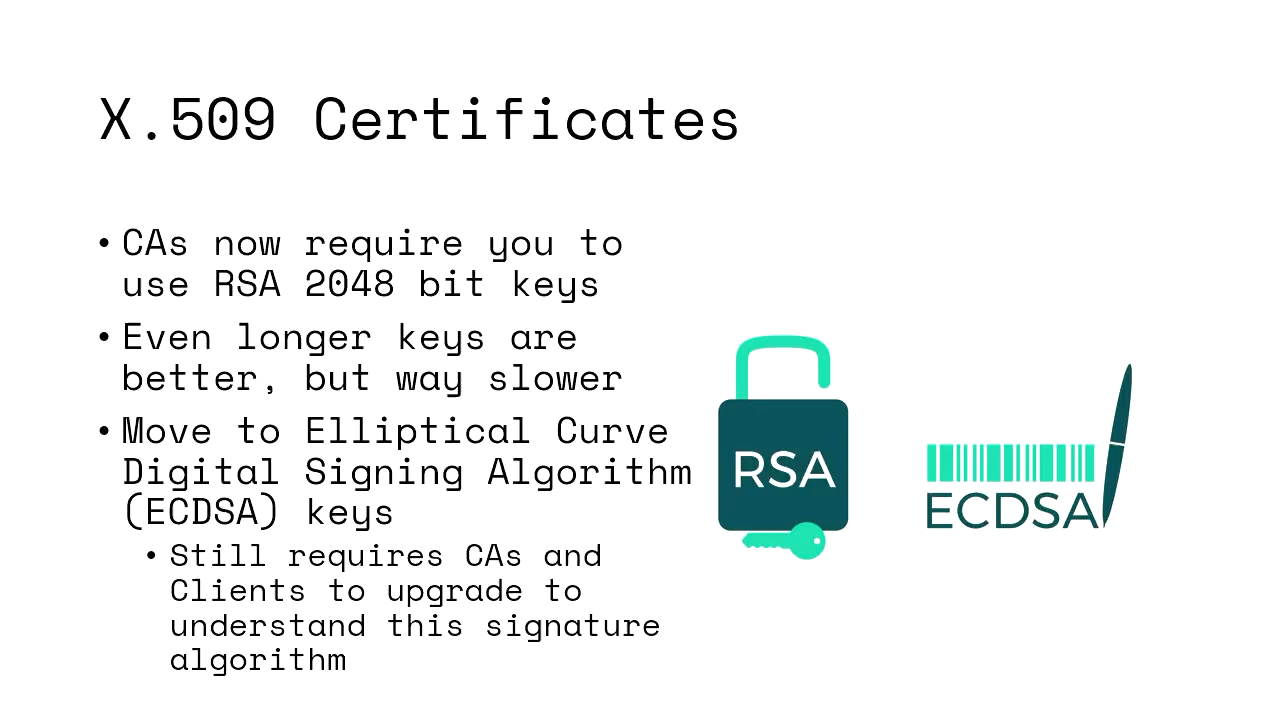 X.509 Certificates
• CAs now require you to
use RSA 2048 bit keys
• Even longer keys are
better, but way slower
• Move to Elliptical Curve
Digital Signing Algorithm
(ECDSA) keys
• Still requires CAs and
Clients to upgrade to
understand this signature
algorithm
RSA
ECDSA